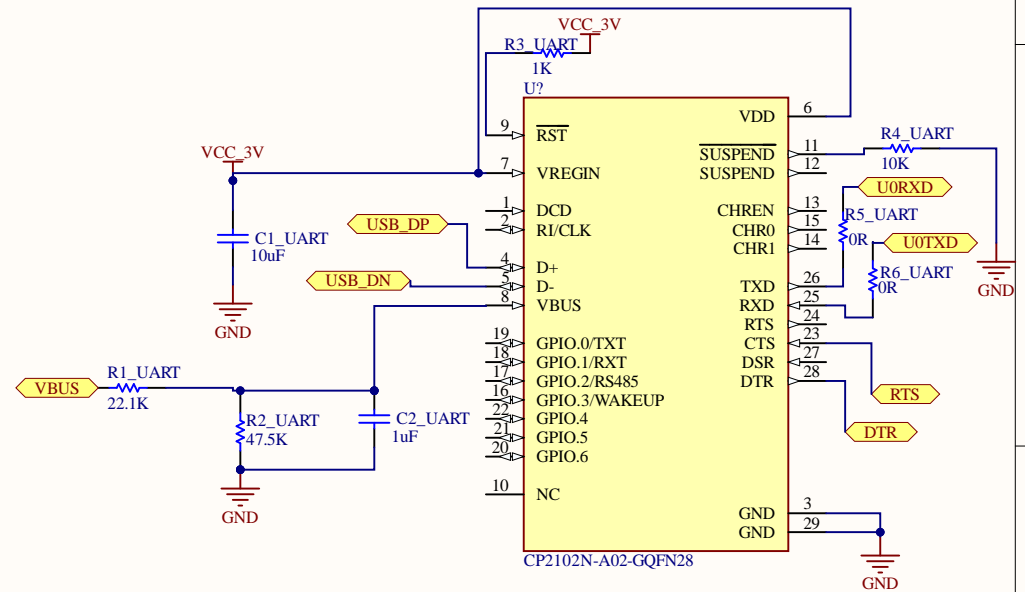 VCC_3V
R3_UART
1K
U?
VCC_3V
C1_UART
10uF
GND
USB_DP
USB_DN
VBUS
R1_UART
22.1K
R2_UART
47.5K
C2_UART
1uF
GND
9 RST
7 VREGIN
1 DCD
2 RI/CLK
4 D+
5 D-
8 VBUS
19 GPIO.0/TXT
18 GPIO.1/RXT
17 GPIO.2/RS485
16 GPIO.3/WAKEUP
22 GPIO.4
21 GPIO.5
20 GPIO.6
10 NC
VDD 6
SUSPEND 11
SUSPEND 12
CHREN 13
CHR0 15
CHR1 14
TXD 26
RXD 25
RTS 24
CTS 23
DSR 27
DTR 28
GND 3
GND 29
CP2102N-A02-GQFN28
R4_UART
10K
U0RXD
R5_UART
0R
U0TXD
R6_UART
0R
GND
RTS
DTR
GND